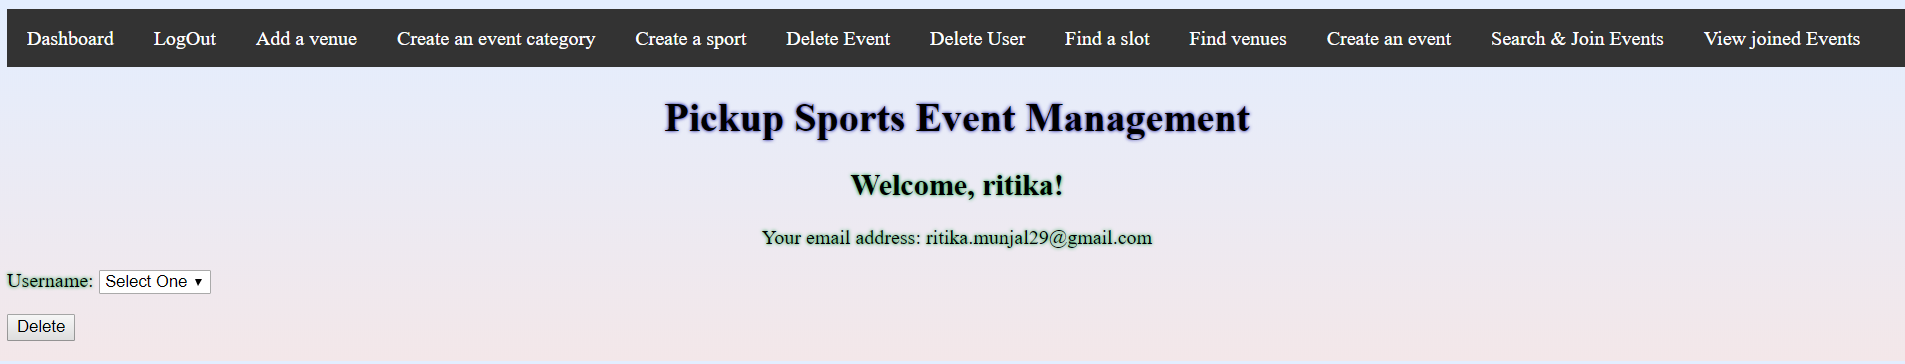 Dashboard LogOut Add a venue Create an event category Create a sport Delete Event Delete User Find a slot Find venues Create an event Search & Join Events View joined Events
Pickup Sports Event Management
Welcome, ritika!
Your email address: ritika.munjal29@gmail.com
Username: Select One
Delete